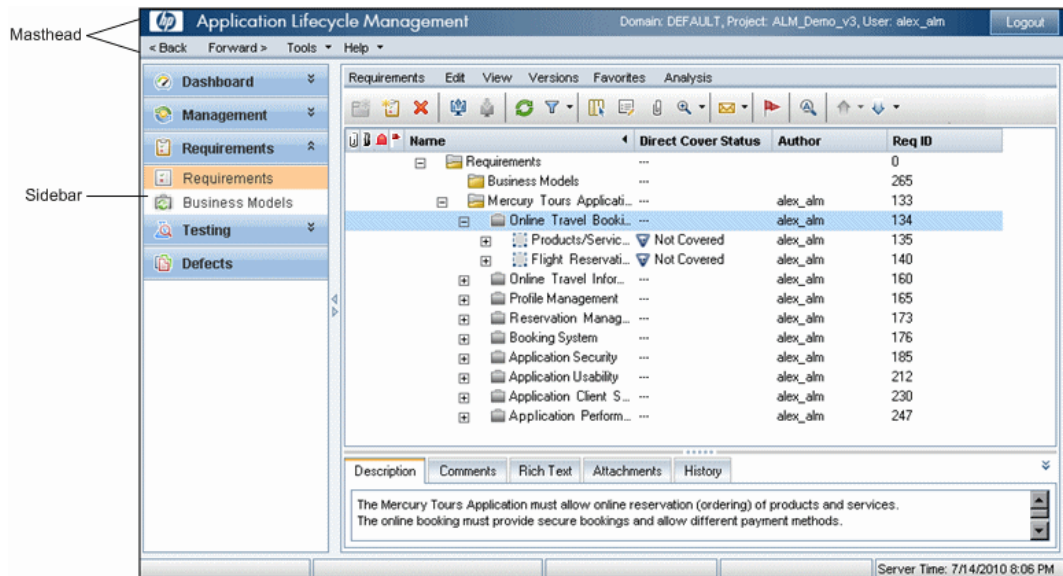 Masthead
hp Application Lifecycle Management Domain: DEFAULT, Project: ALM_Demo_v3, User: alex_alm Logout
< Back Forward > Tools Help
Sidebar
Dashboard
Management
Requirements
Requirements
Business Models
Testing
Defects
Requirements Edit View Versions Favorites Analysis
Name Direct Cover Status Author Req ID
Requirements --- 0
Business Models --- 265
Mercury Tours Applicati... --- alex_alm 133
Online Travel Booki... --- alex_alm 134
Products/Servic... Not Covered alex_alm 135
Flight Reservati... Not Covered alex_alm 140
Online Travel Infor... --- alex_alm 160
Profile Management --- alex_alm 165
Reservation Manag... --- alex_alm 173
Booking System --- alex_alm 176
Application Security --- alex_alm 185
Application Usability --- alex_alm 212
Application Client S... --- alex_alm 230
Application Perform... --- alex_alm 247
Description Comments Rich Text Attachments History
The Mercury Tours Application must allow online reservation (ordering) of products and services.
The online booking must provide secure bookings and allow different payment methods.
Server Time: 7/14/2010 8:06 PM